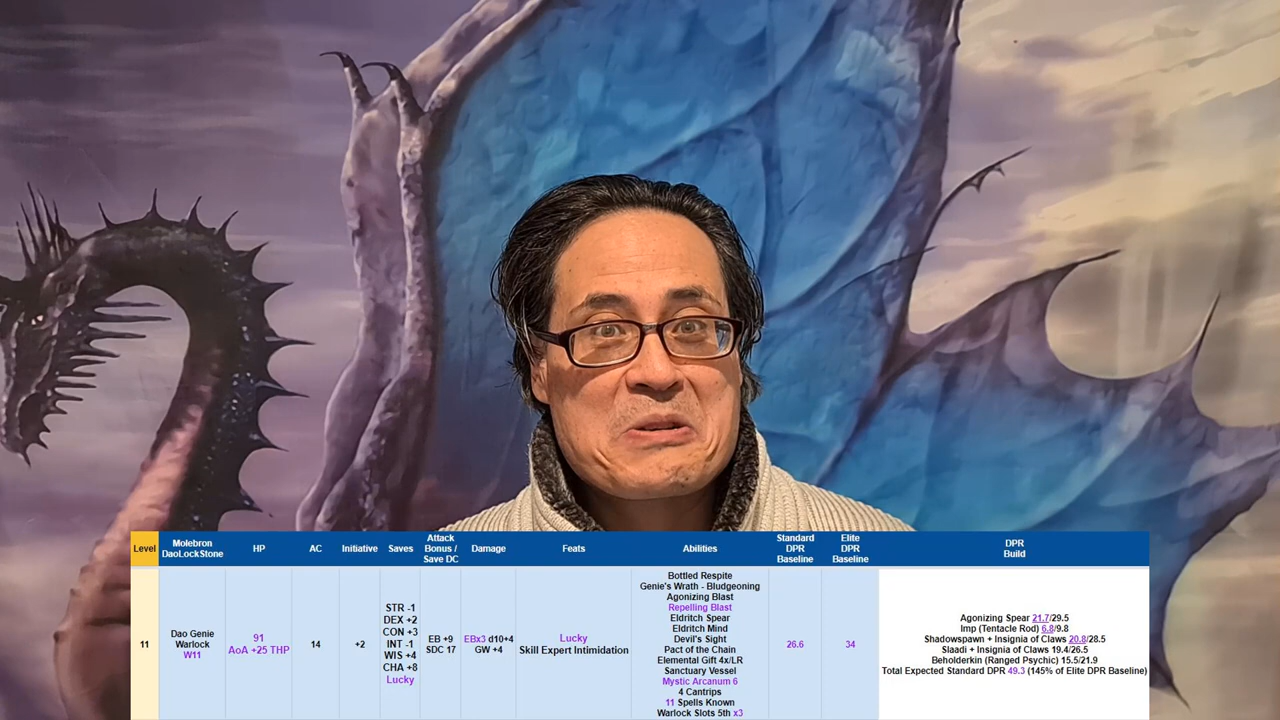 Level
Molebron
DaoLockStone
HP
AC
Initiative
Saves
Attack
Bonus /
Save DC
Damage
Feats
Abilities
Standard
DPR
Baseline
Elite
DPR
Baseline
DPR
Build
11
Dao Genie
Warlock
W11
91
AoA +25 THP
14
+2
STR -1
DEX +2
CON +3
INT -1
WIS +4
CHA +8
Lucky
EB +9
SDC 17
EBx3 d10+4
GW +4
Lucky
Skill Expert Intimidation
Bottled Respite
Genie's Wrath - Bludgeoning
Agonizing Blast
Repelling Blast
Eldritch Spear
Eldritch Mind
Devil's Sight
Pact of the Chain
Elemental Gift 4x/LR
Sanctuary Vessel
Mystic Arcanum 6
4 Cantrips
11 Spells Known
Warlock Slots 5th x3
26.6
34
Agonizing Spear 21.7/29.5
Imp (Tentacle Rod) 6.8/9.8
Shadowspawn + Insignia of Claws 20.8/28.5
Slaadi + Insignia of Claws 19.4/26.5
Beholderkin (Ranged Psychic) 15.5/21.9
Total Expected Standard DPR 49.3 (145% of Elite DPR Baseline)